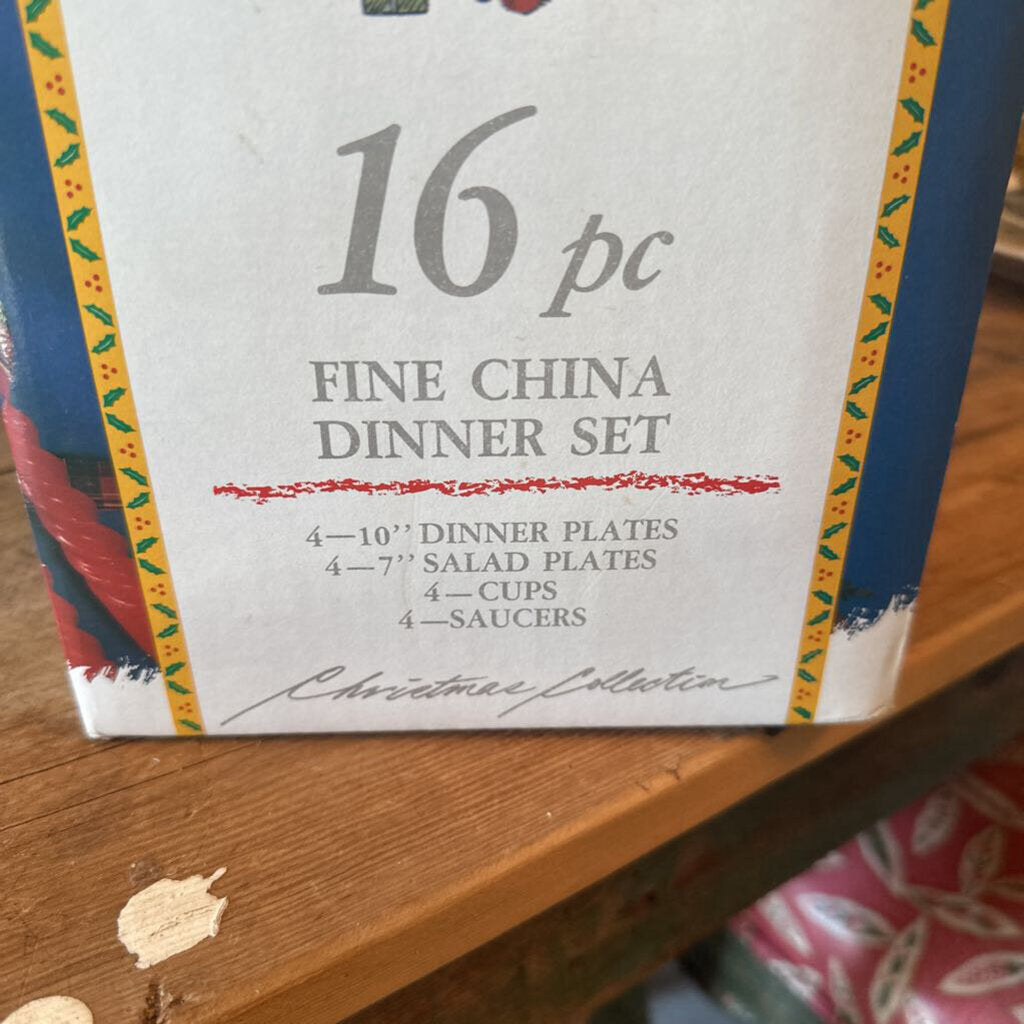 16 pc
FINE CHINA
DINNER SET
4—10'' DINNER PLATES
4—7'' SALAD PLATES
4—CUPS
4—SAUCERS
Christmas Collection